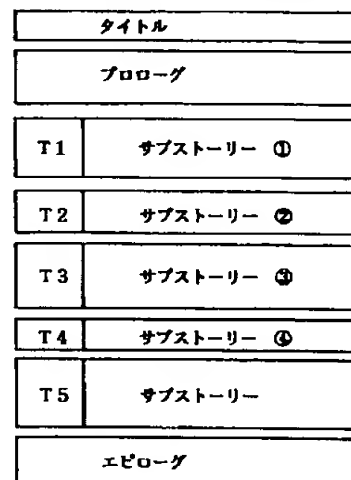 タイトル
プロローグ
T1 サブストーリー ①
T2 サブストーリー ②
T3 サブストーリー ③
T4 サブストーリー ④
T5 サブストーリー
エピローグ